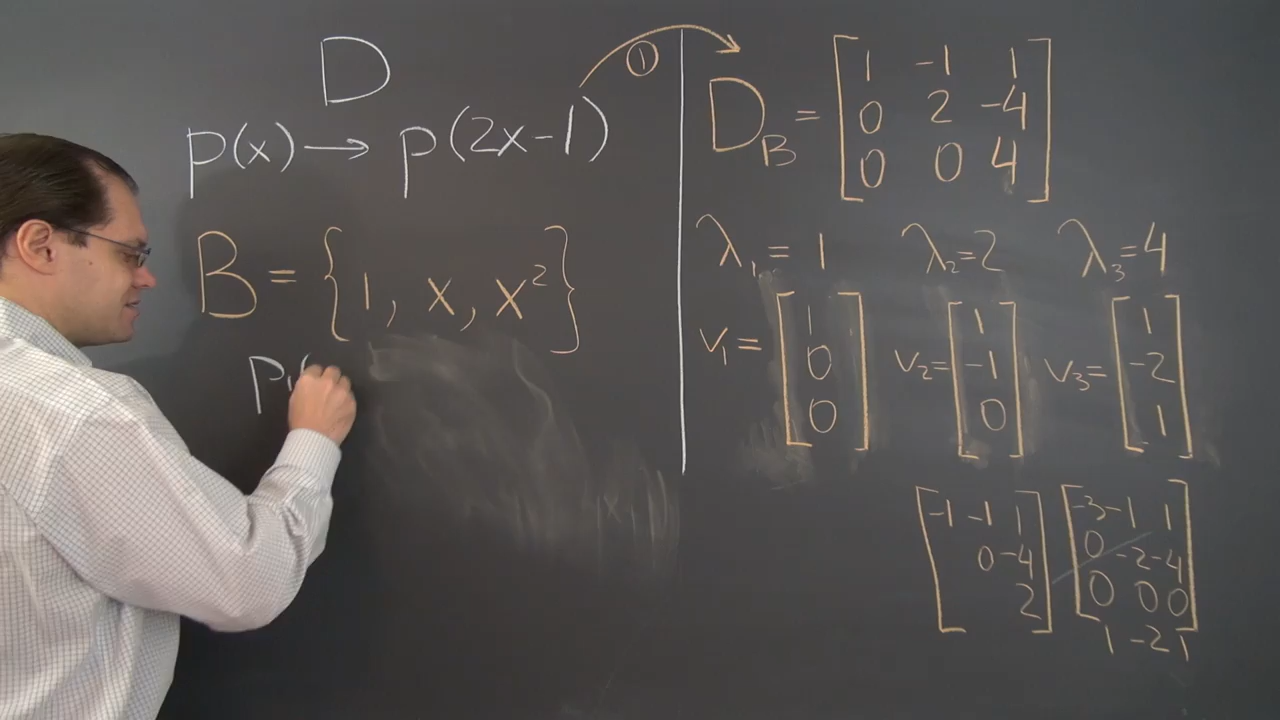 D
p(x) → p(2x-1)
B = { 1, x, x² }
p₁(
①
D_B = [ 1 -1 1
0 2 -4
0 0 4 ]
λ₁ = 1 λ₂ = 2 λ₃ = 4
v₁ = [ 1 0 0 ] v₂ = [ 1 -1 0 ] v₃ = [ 1 -2 1 ]
[ -1 -1 1
0 -4
2 ]
[ -3 -1 1
0 -2 -4
0 0 0 ]
1 -2 1